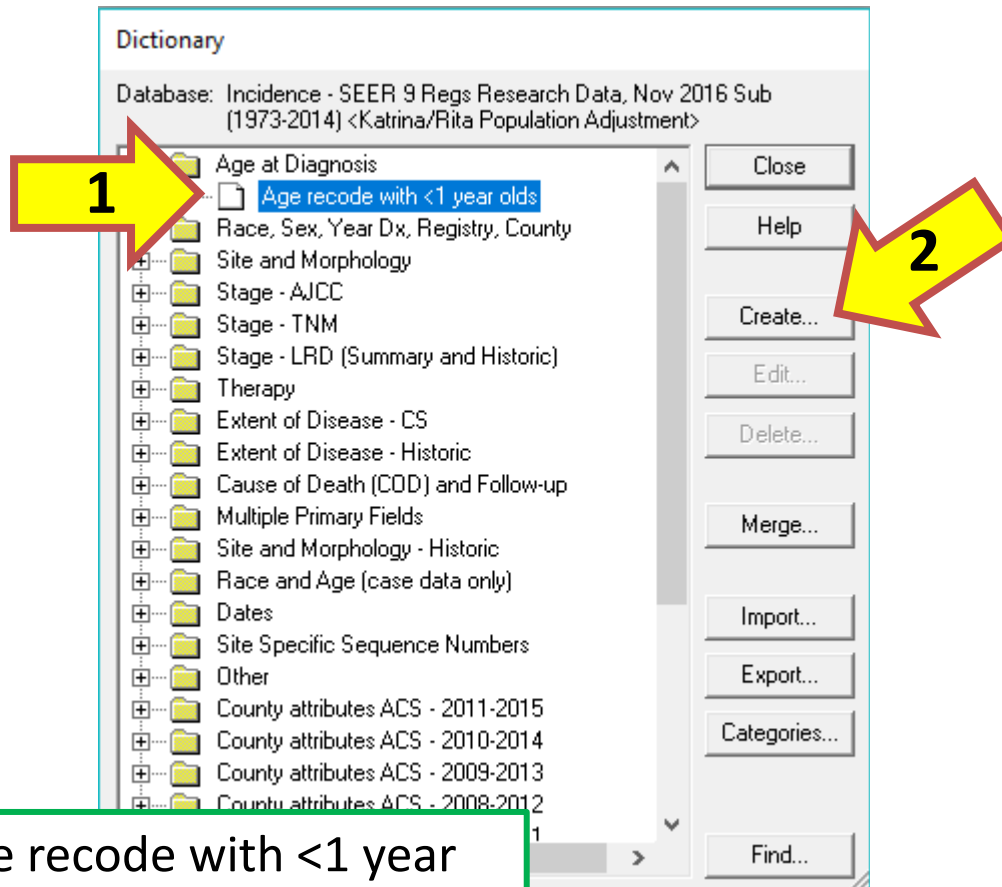 Dictionary
Database: Incidence - SEER 9 Regs Research Data, Nov 2016 Sub
(1973-2014) <Katrina/Rita Population Adjustment>
1
Age at Diagnosis
Age recode with <1 year olds
Race, Sex, Year Dx, Registry, County
Site and Morphology
Stage - AJCC
Stage - TNM
Stage - LRD (Summary and Historic)
Therapy
Extent of Disease - CS
Extent of Disease - Historic
Cause of Death (COD) and Follow-up
Multiple Primary Fields
Site and Morphology - Historic
Race and Age (case data only)
Dates
Site Specific Sequence Numbers
Other
County attributes ACS - 2011-2015
County attributes ACS - 2010-2014
County attributes ACS - 2009-2013
County attributes ACS - 2008-2012
1
Close
Help
2
Create...
Edit...
Delete...
Merge...
Import...
Export...
Categories...
Find...
e recode with <1 year